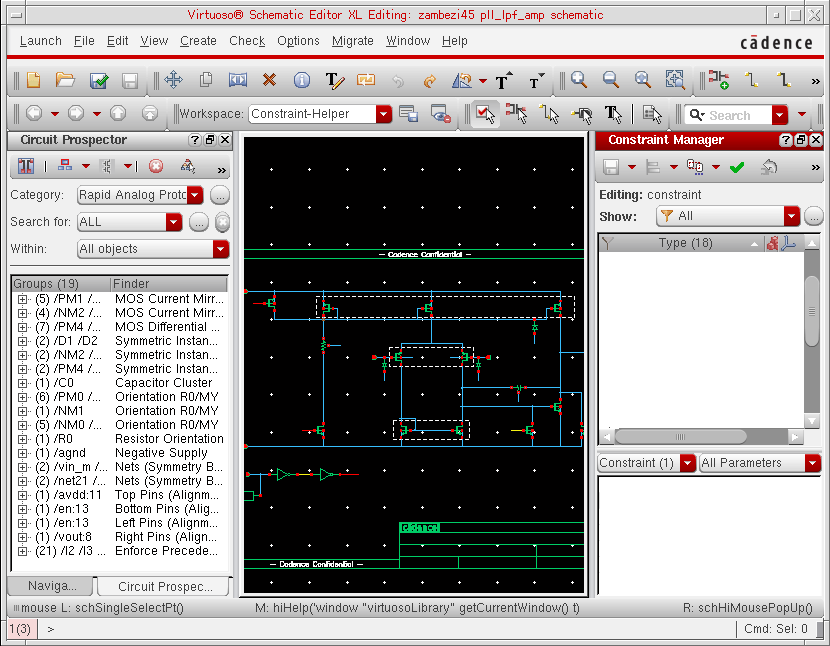 Virtuoso® Schematic Editor XL Editing: zambezi45 pll_lpf_amp schematic
Launch File Edit View Create Check Options Migrate Window Help
cādence
Workspace: Constraint-Helper
Search
Circuit Prospector
Category: Rapid Analog Proto
Search for: ALL
Within: All objects
Groups (19) Finder
(5) /PM1 /... MOS Current Mirr...
(4) /NM2 /... MOS Current Mirr...
(7) /PM4 /... MOS Differential ...
(2) /D1 /D2 Symmetric Instan...
(2) /NM2 /... Symmetric Instan...
(2) /PM4 /... Symmetric Instan...
(1) /C0 Capacitor Cluster
(6) /PM0 /... Orientation R0/MY
(1) /NM1 Orientation R0/MY
(5) /NM0 /... Orientation R0/MY
(1) /R0 Resistor Orientation
(1) /agnd Negative Supply
(2) /vin_m /... Nets (Symmetry B...
(2) /net21 /... Nets (Symmetry B...
(1) /avdd:11 Top Pins (Alignm...
(1) /en:13 Bottom Pins (Alig...
(1) /en:13 Left Pins (Alignm...
(1) /vout:8 Right Pins (Align...
(21) /I2 /I3 ... Enforce Precede...
Naviga... Circuit Prospec...
— Cadence Confidential —
cādence
— Cadence Confidential —
Constraint Manager
Editing: constraint
Show: All
Type (18)
Constraint (1) All Parameters
mouse L: schSingleSelectPt() M: hiHelp('window "virtuosoLibrary" getCurrentWindow() t) R: schHiMousePopUp()
1(3) > Cmd: Sel: 0